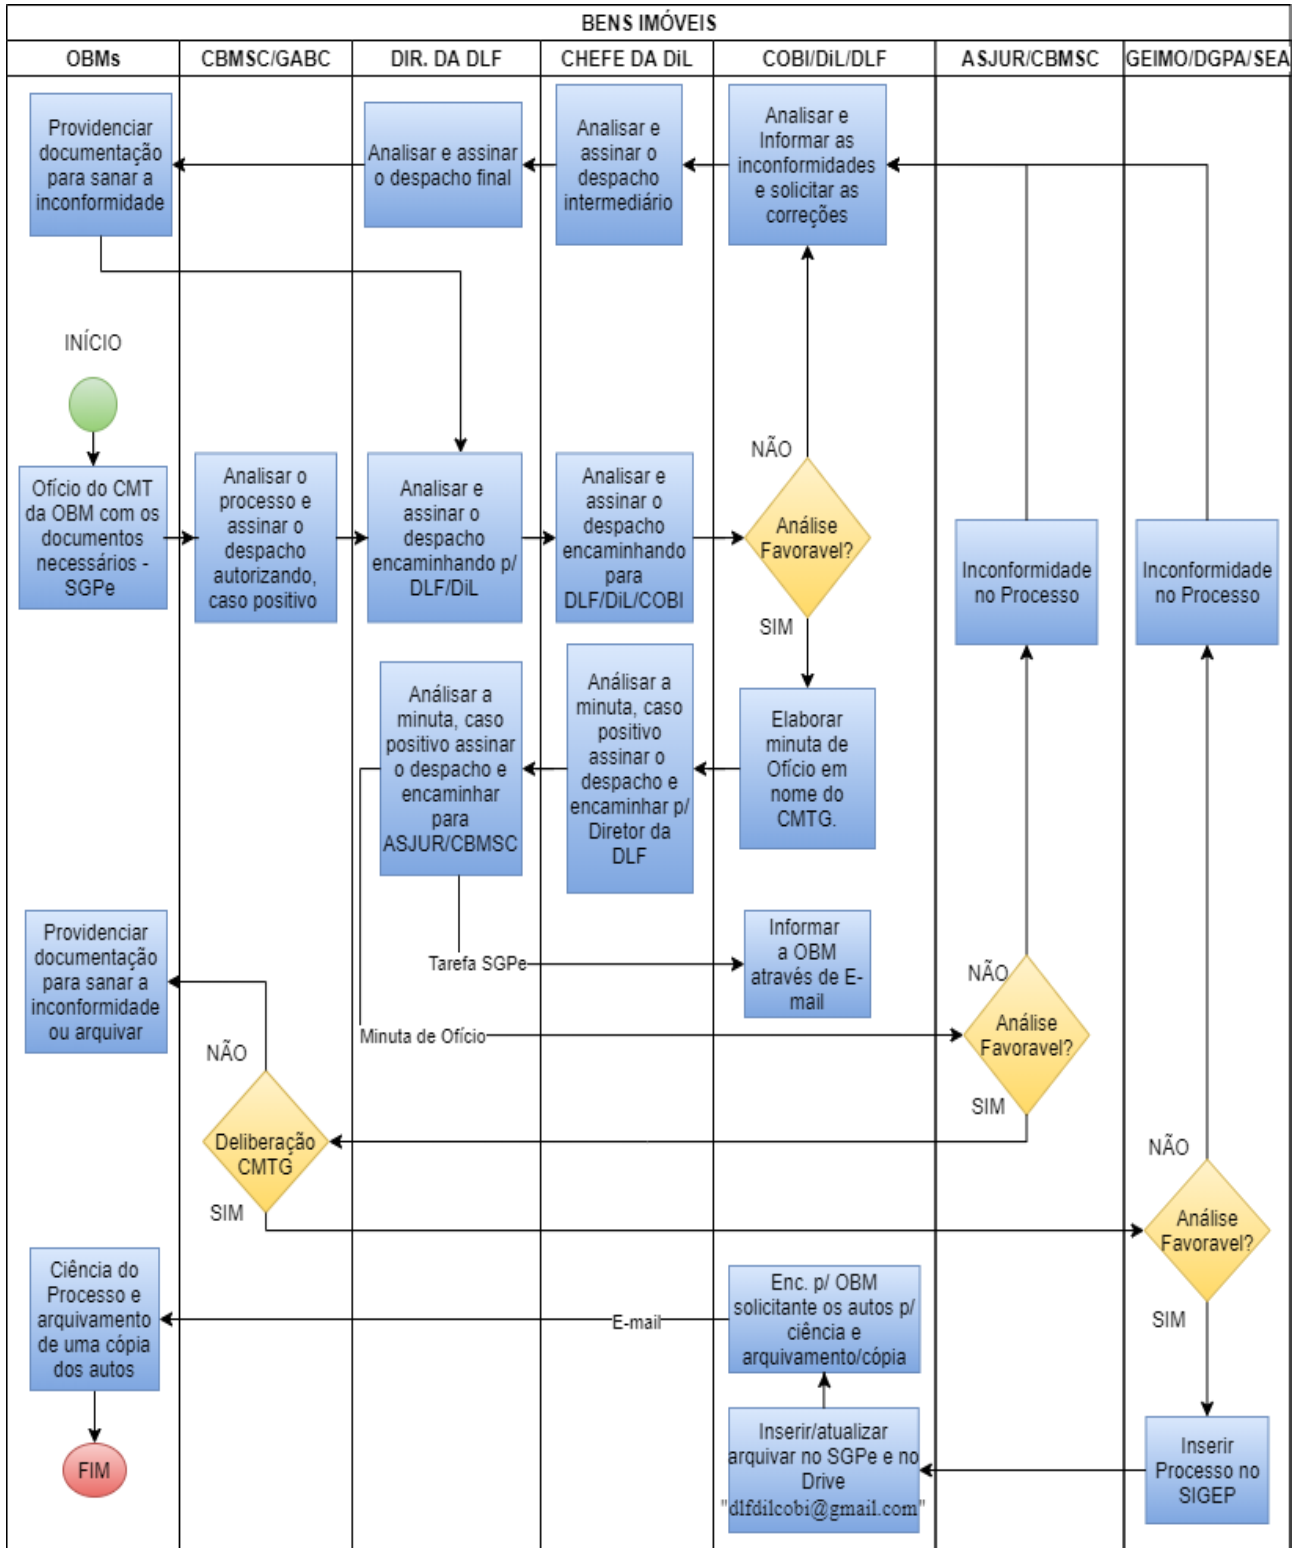 BENS IMÓVEIS
OBMs
CBMSC/GABC
DIR. DA DLF
CHEFE DA DiL
COBI/DiL/DLF
ASJUR/CBMSC
GEIMO/DGPA/SEA
Providenciar
documentação
para sanar a
inconformidade
Analisar e assinar
o despacho final
Analisar e
assinar o
despacho
intermediário
Analisar e
Informar as
inconformidades
e solicitar as
correções
INÍCIO
Ofício do CMT
da OBM com os
documentos
necessários -
SGPe
Analisar o
processo e
assinar o
despacho
autorizando,
caso positivo
Analisar e
assinar o
despacho
encaminhando p/
DLF/DiL
Analisar e
assinar o
despacho
encaminhando
para
DLF/DiL/COBI
NÃO
Análise
Favoravel?
SIM
Inconformidade
no Processo
Inconformidade
no Processo
Análisar a
minuta, caso
positivo assinar
o despacho e
encaminhar
para
ASJUR/CBMSC
Análisar a
minuta, caso
positivo
assinar o
despacho e
encaminhar p/
Diretor da
DLF
Elaborar
minuta de
Ofício em
nome do
CMTG.
Providenciar
documentação
para sanar a
inconformidade
ou arquivar
Tarefa SGPe
Informar
a OBM
através de E-
mail
Minuta de Ofício
NÃO
Análise
Favoravel?
SIM
NÃO
Deliberação
CMTG
SIM
NÃO
Análise
Favoravel?
SIM
Ciência do
Processo e
arquivamento
de uma cópia
dos autos
E-mail
Enc. p/ OBM
solicitante os autos p/
ciência e
arquivamento/cópia
FIM
Inserir/atualizar
arquivar no SGPe e no
Drive
"dlfdilcobi@gmail.com"
Inserir
Processo no
SIGEP